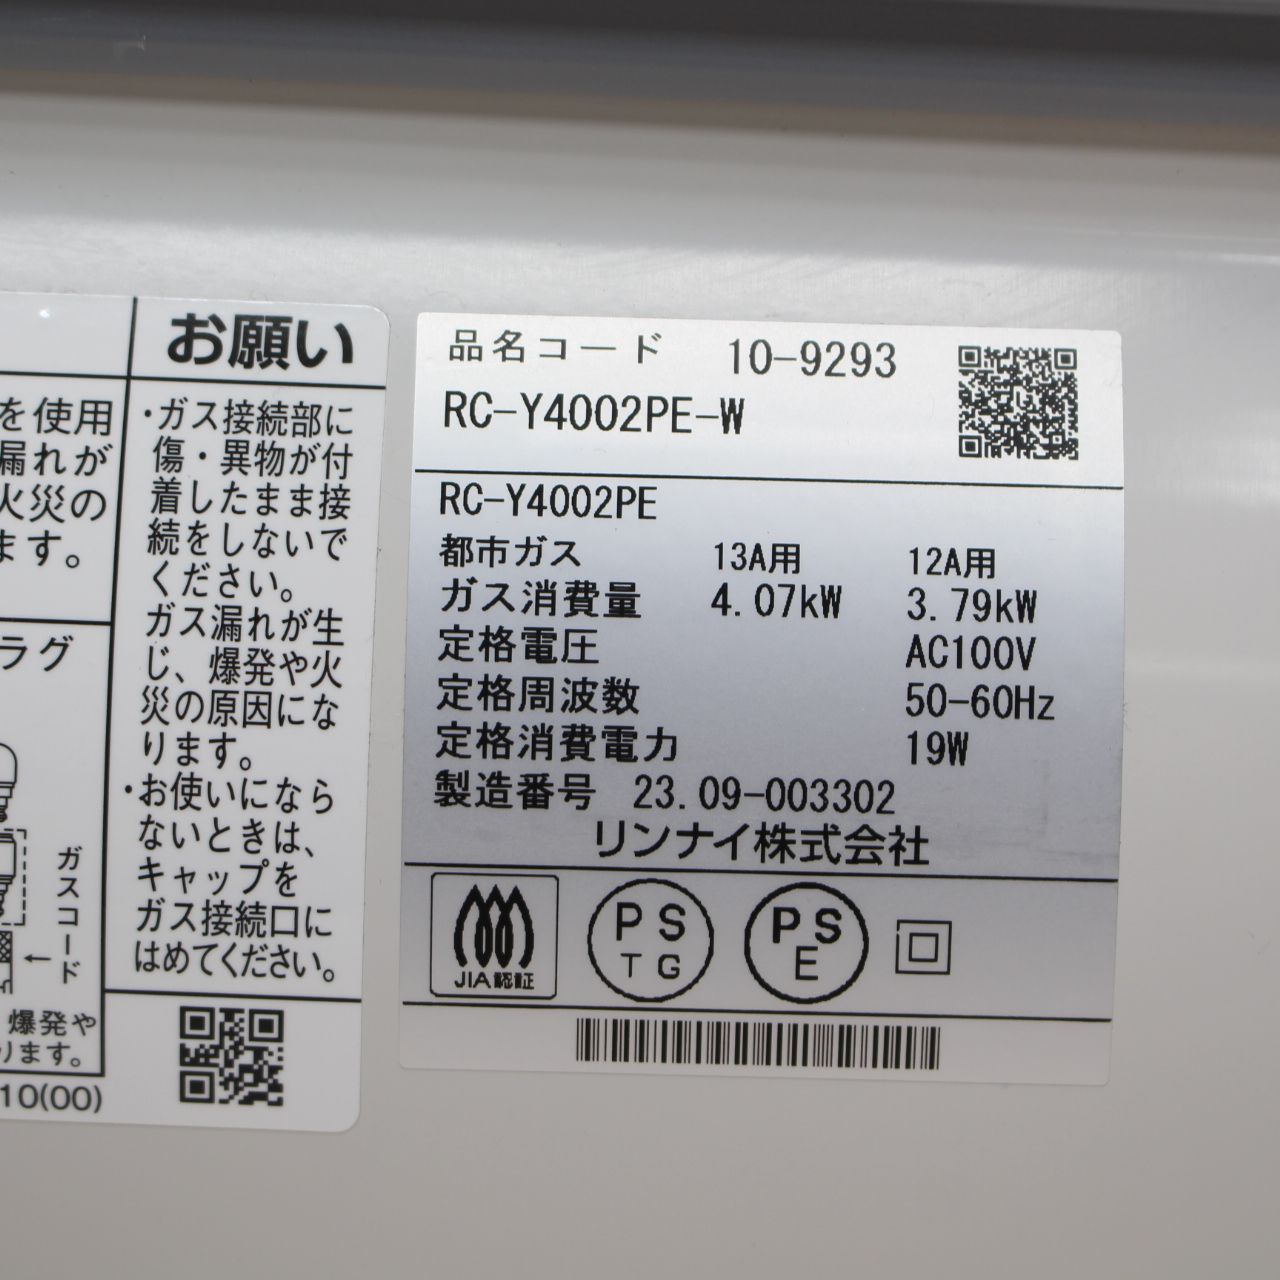 を使用
漏れが
火災の
ます。
ラグ
ガスコード
爆発や
ります。
10(00)
お願い
・ガス接続部に
傷・異物が付
着したまま接
続をしないで
ください。
ガス漏れが生
じ、爆発や火
災の原因にな
ります。
・お使いになら
ないときは、
キャップを
ガス接続口に
はめてください。
品名コード 10-9293
RC-Y4002PE-W
RC-Y4002PE
都市ガス 13A用 12A用
ガス消費量 4.07kW 3.79kW
定格電圧 AC100V
定格周波数 50-60Hz
定格消費電力 19W
製造番号 23.09-003302
リンナイ株式会社
JIA認証
PS
TG
PS
E